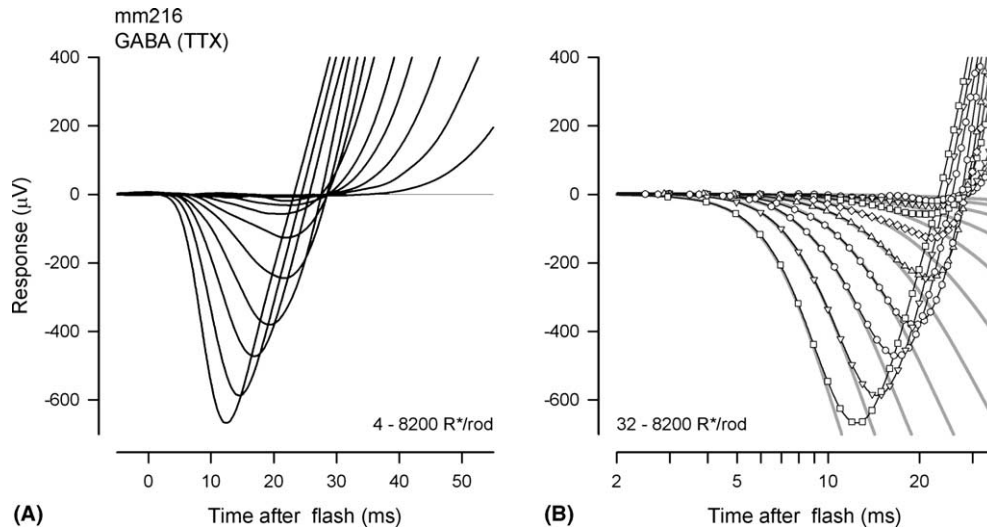 mm216
GABA (TTX)
400
200
0
-200
-400
-600
Response (µV)
4 - 8200 R*/rod
0 10 20 30 40 50
(A) Time after flash (ms)
400
200
0
-200
-400
-600
32 - 8200 R*/rod
2 5 10 20
(B) Time after flash (ms)